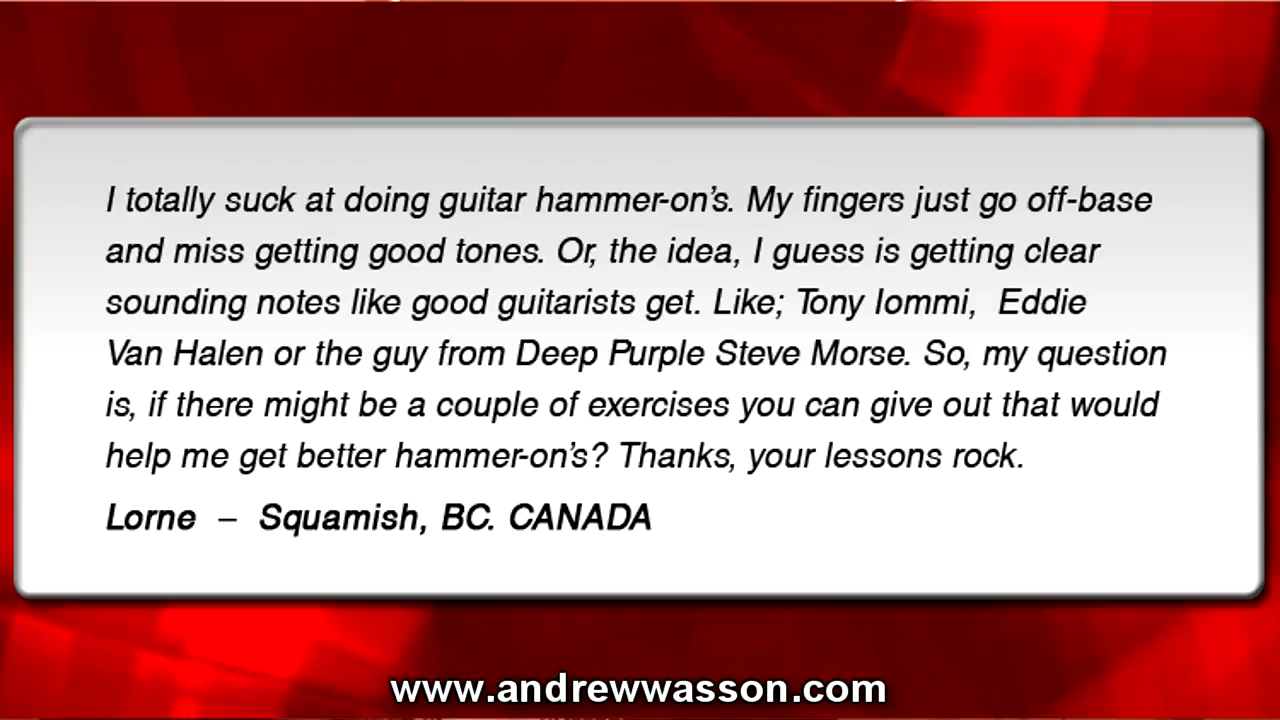 I totally suck at doing guitar hammer-on's. My fingers just go off-base
and miss getting good tones. Or, the idea, I guess is getting clear
sounding notes like good guitarists get. Like; Tony Iommi,  Eddie
Van Halen or the guy from Deep Purple Steve Morse. So, my question
is, if there might be a couple of exercises you can give out that would
help me get better hammer-on's? Thanks, your lessons rock.
Lorne – Squamish, BC. CANADA
www.andrewwasson.com